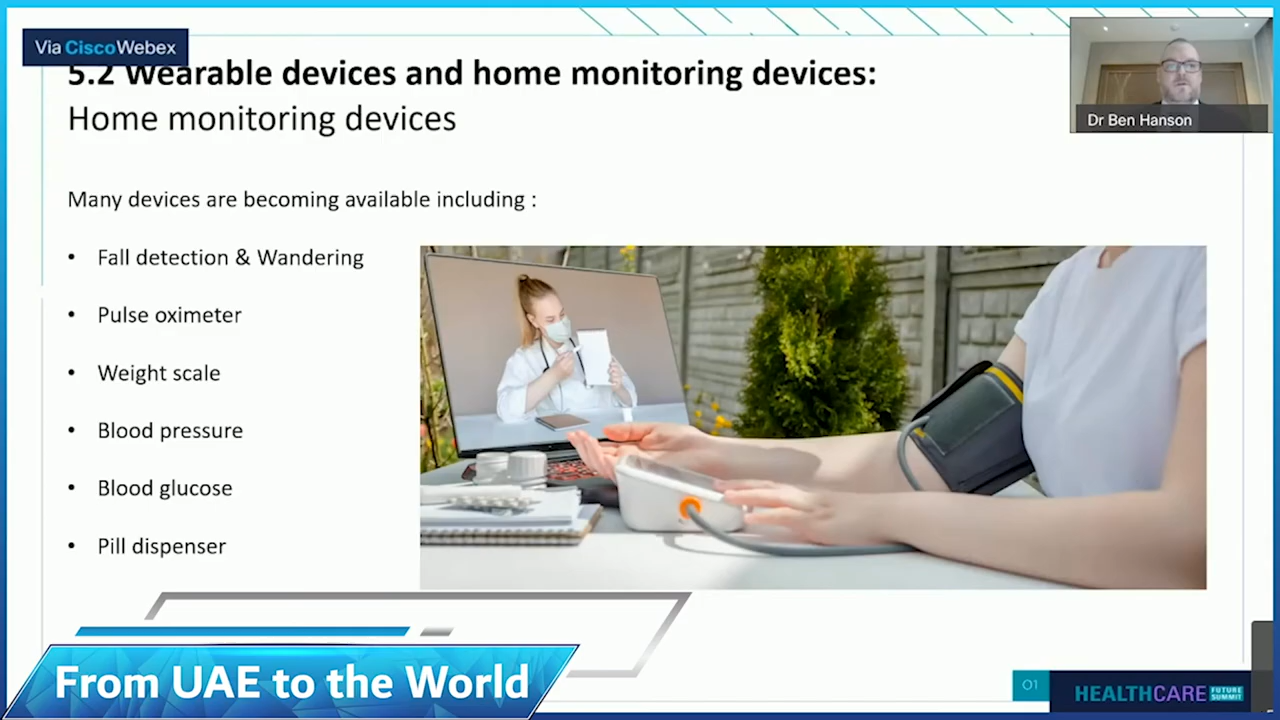 Via Cisco Webex
5.2 Wearable devices and home monitoring devices:
Home monitoring devices
Dr Ben Hanson
Many devices are becoming available including :
• Fall detection & Wandering
• Pulse oximeter
• Weight scale
• Blood pressure
• Blood glucose
• Pill dispenser
From UAE to the World
01
HEALTHCARE FUTURE SUMMIT